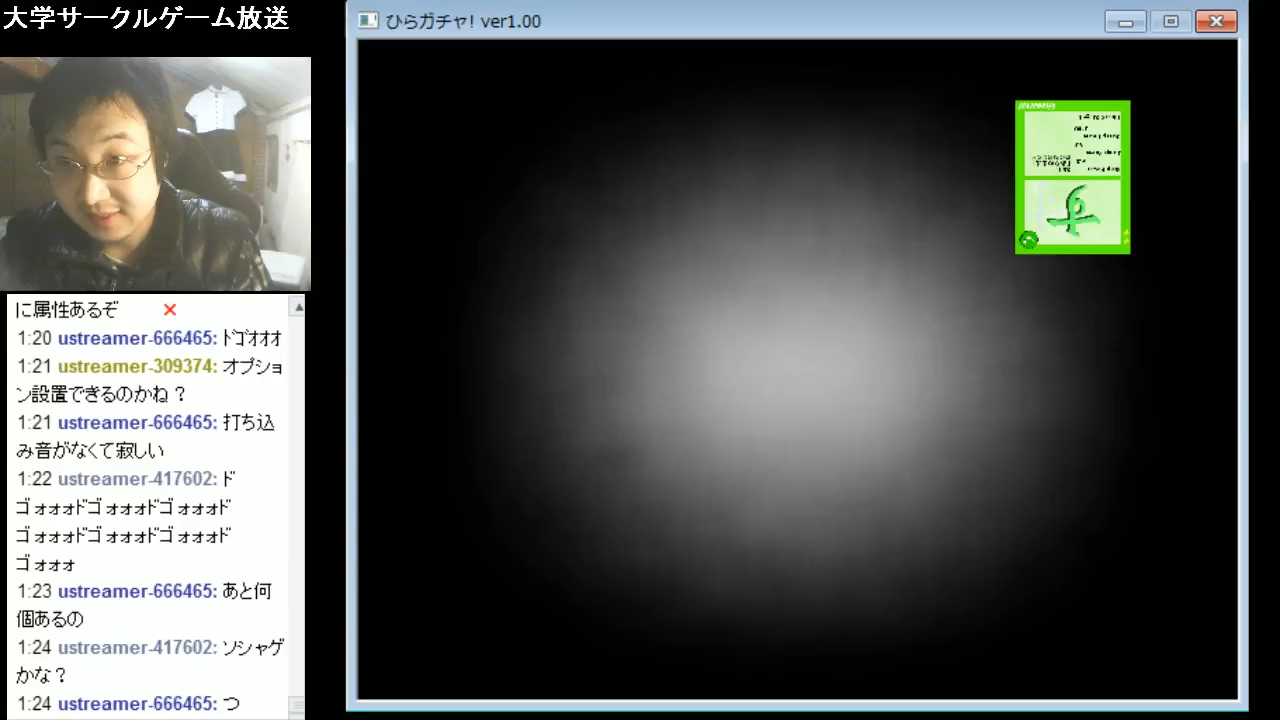 大学サークルゲーム放送
ひらガチャ! ver1.00
に属性あるぞ
1:20 ustreamer-666465: ﾄﾞｺﾞｵｵｵ
1:21 ustreamer-309374: オプショ
ン設置できるのかね？
1:21 ustreamer-666465: 打ち込
み音がなくて寂しい
1:22 ustreamer-417602: ド
ゴォォォドゴォォォドゴォォォド
ゴォォォドゴォォォドゴォォォド
ゴォォォ
1:23 ustreamer-666465: あと何
個あるの
1:24 ustreamer-417602: ソシャゲ
かな？
1:24 ustreamer-666465: つ